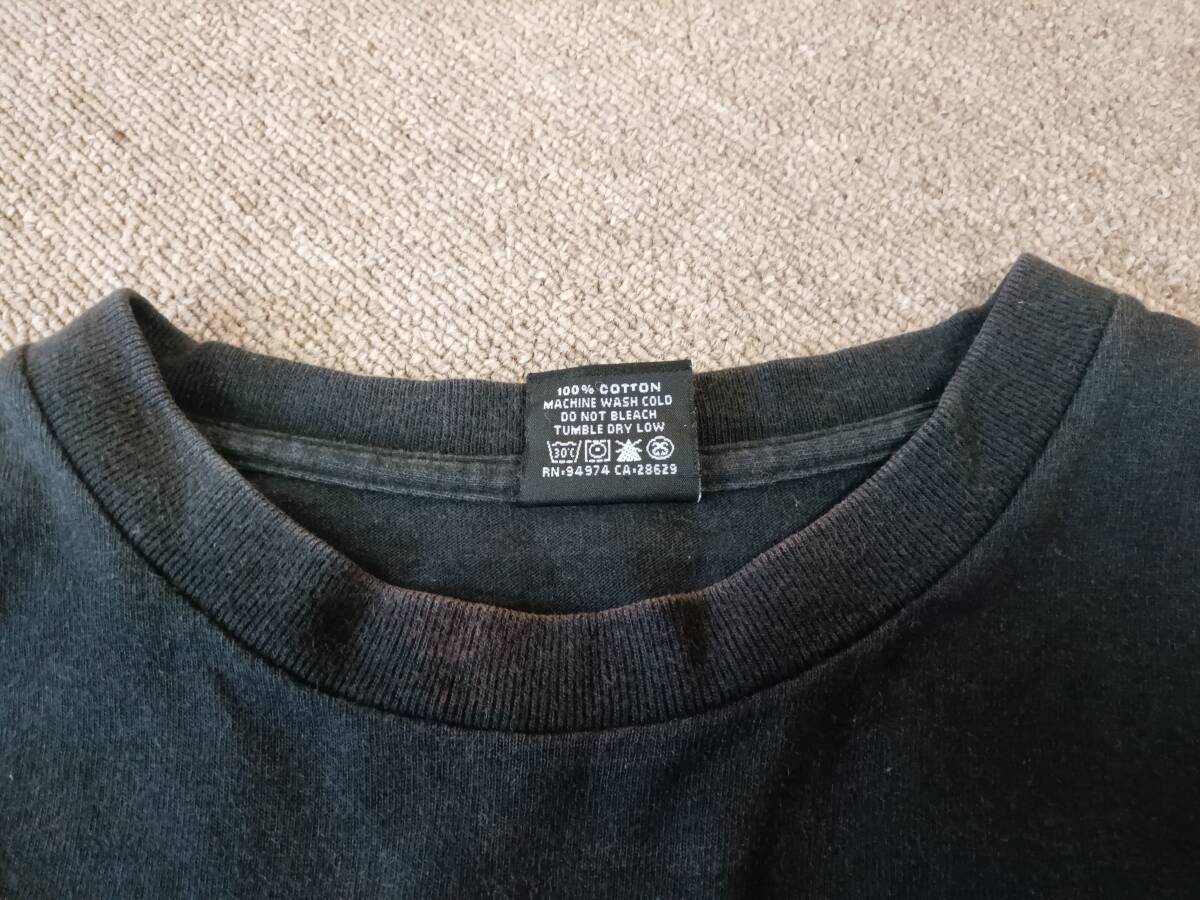 100% COTTON
MACHINE WASH COLD
DO NOT BLEACH
TUMBLE DRY LOW
30°C
RN=94974 CA=28629